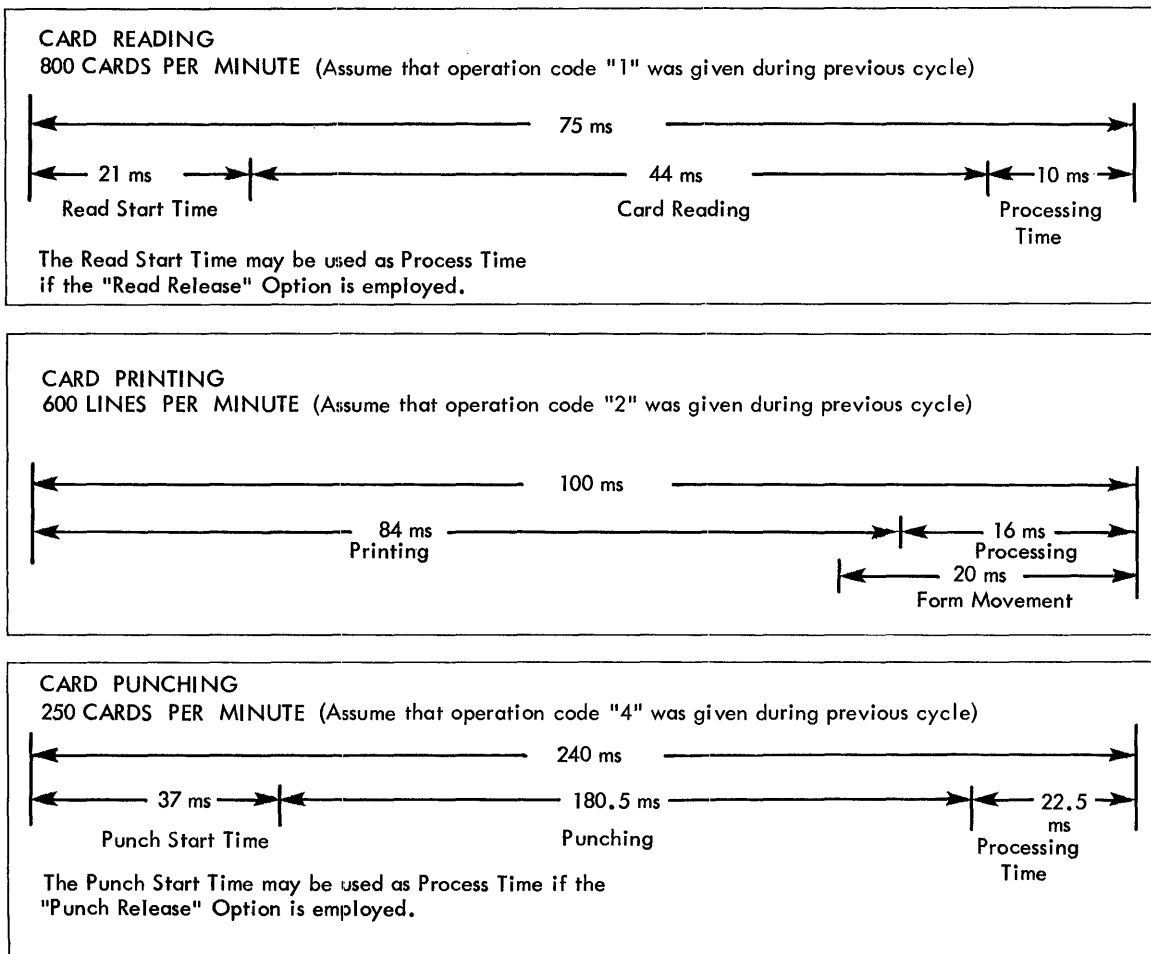 CARD READING
800 CARDS PER MINUTE (Assume that operation code "1" was given during previous cycle)
75 ms
21 ms 44 ms 10 ms
Read Start Time Card Reading Processing
Time
The Read Start Time may be used as Process Time
if the "Read Release" Option is employed.
CARD PRINTING
600 LINES PER MINUTE (Assume that operation code "2" was given during previous cycle)
100 ms
84 ms 16 ms
Printing Processing
20 ms
Form Movement
CARD PUNCHING
250 CARDS PER MINUTE (Assume that operation code "4" was given during previous cycle)
240 ms
37 ms 180.5 ms 22.5
ms
Punch Start Time Punching Processing
Time
The Punch Start Time may be used as Process Time if the
"Punch Release" Option is employed.